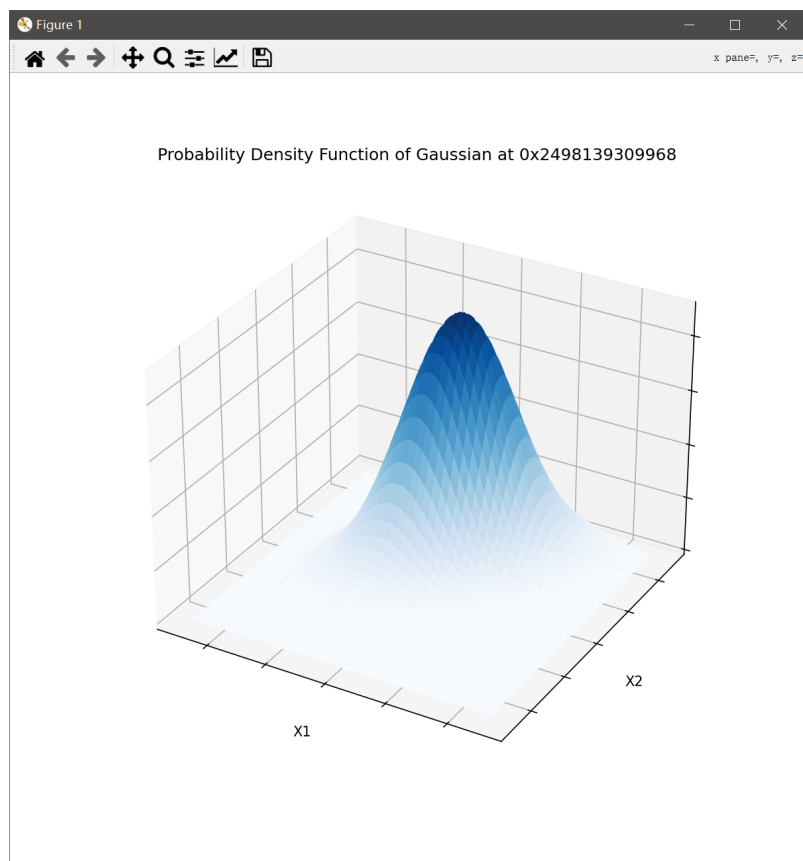 Figure 1
x pane=, y=, z=
Probability Density Function of Gaussian at 0x2498139309968
X2
X1